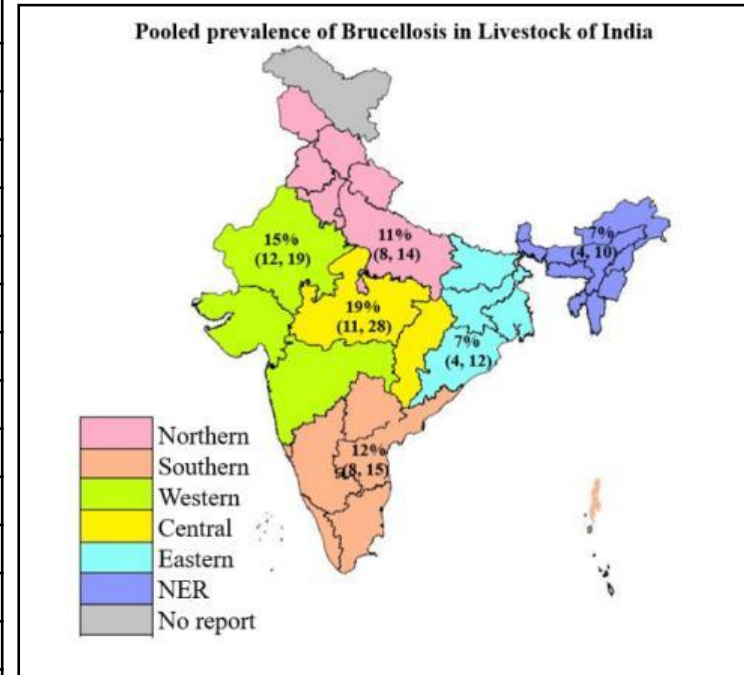 Pooled prevalence of Brucellosis in Livestock of India
15%
(12, 19)
11%
(8, 14)
7%
(4, 10)
19%
(11, 28)
7%
(4, 12)
12%
(8, 15)
Northern
Southern
Western
Central
Eastern
NER
No report